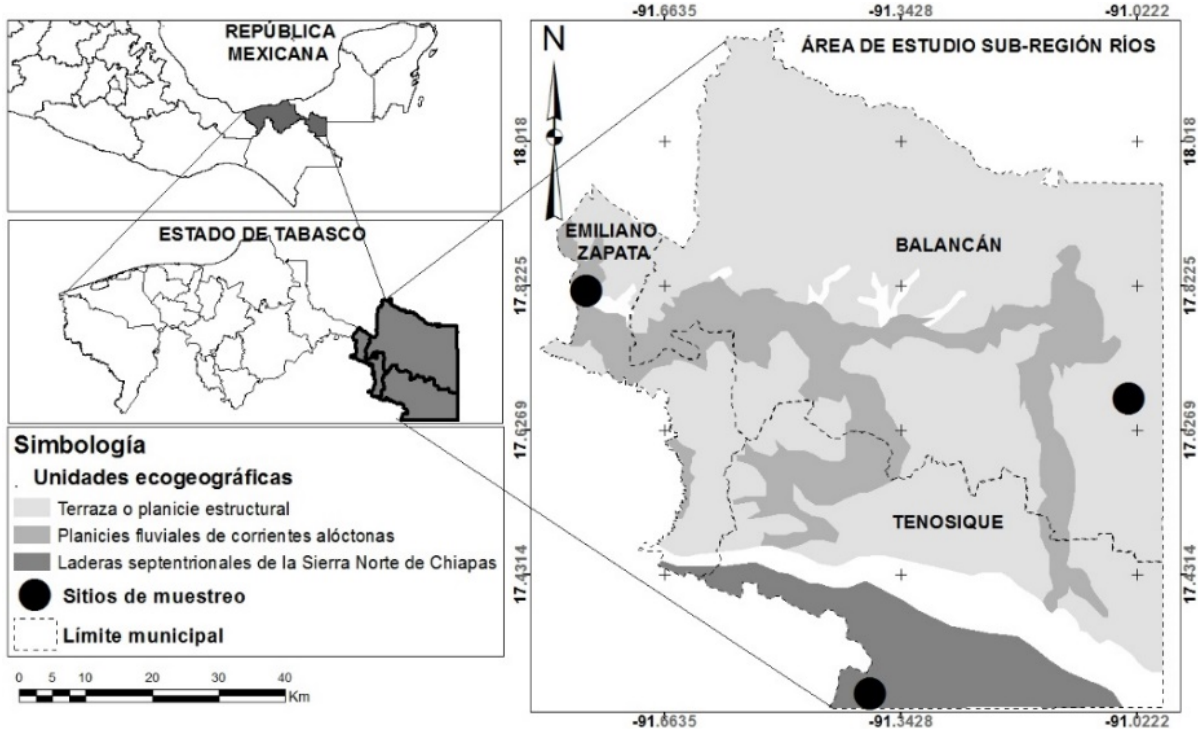 REPÚBLICA
MEXICANA
ESTADO DE TABASCO
Simbología
. Unidades ecogeográficas
Terraza o planicie estructural
Planicies fluviales de corrientes alóctonas
Laderas septentrionales de la Sierra Norte de Chiapas
Sitios de muestreo
Límite municipal
0 5 10 20 30 40
Km
-91.6635 -91.3428 -91.0222
N
ÁREA DE ESTUDIO SUB-REGIÓN RÍOS
18.018 18.018
EMILIANO
ZAPATA
BALANCÁN
17.8225 17.8225
17.6269 17.6269
TENOSIQUE
17.4314 17.4314
-91.6635 -91.3428 -91.0222